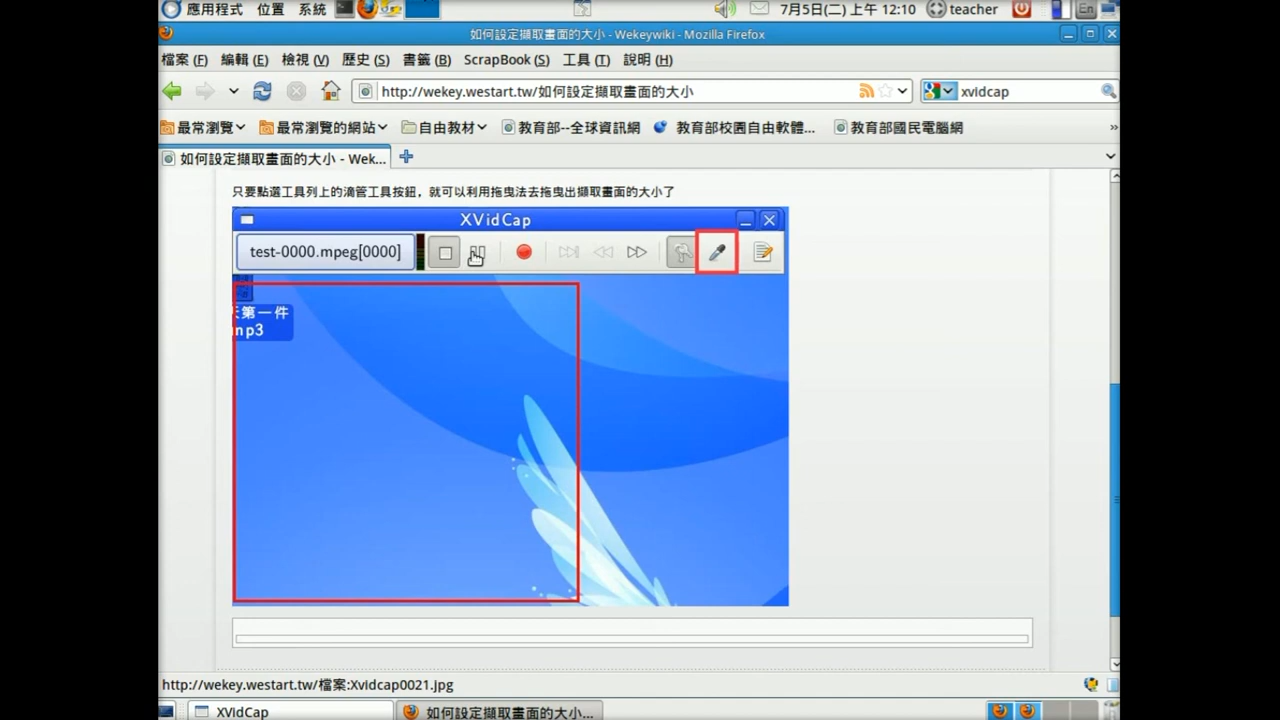 應用程式 位置 系統 7月5日(二) 上午 12:10 teacher En
如何設定擷取畫面的大小 - Wekeywiki - Mozilla Firefox
檔案 (F) 編輯 (E) 檢視 (V) 歷史 (S) 書籤 (B) ScrapBook (S) 工具 (T) 說明 (H)
http://wekey.westart.tw/如何設定擷取畫面的大小 xvidcap
最常瀏覽 最常瀏覽的網站 自由教材 教育部--全球資訊網 教育部校園自由軟體... 教育部國民電腦網 »
如何設定擷取畫面的大小 - Wek...
只要點選工具列上的滴管工具按鈕，就可以利用拖曳法去拖曳出擷取畫面的大小了
XVidCap
test-0000.mpeg[0000]
第一件
mp3
http://wekey.westart.tw/檔案:Xvidcap0021.jpg
XVidCap 如何設定擷取畫面的大小...